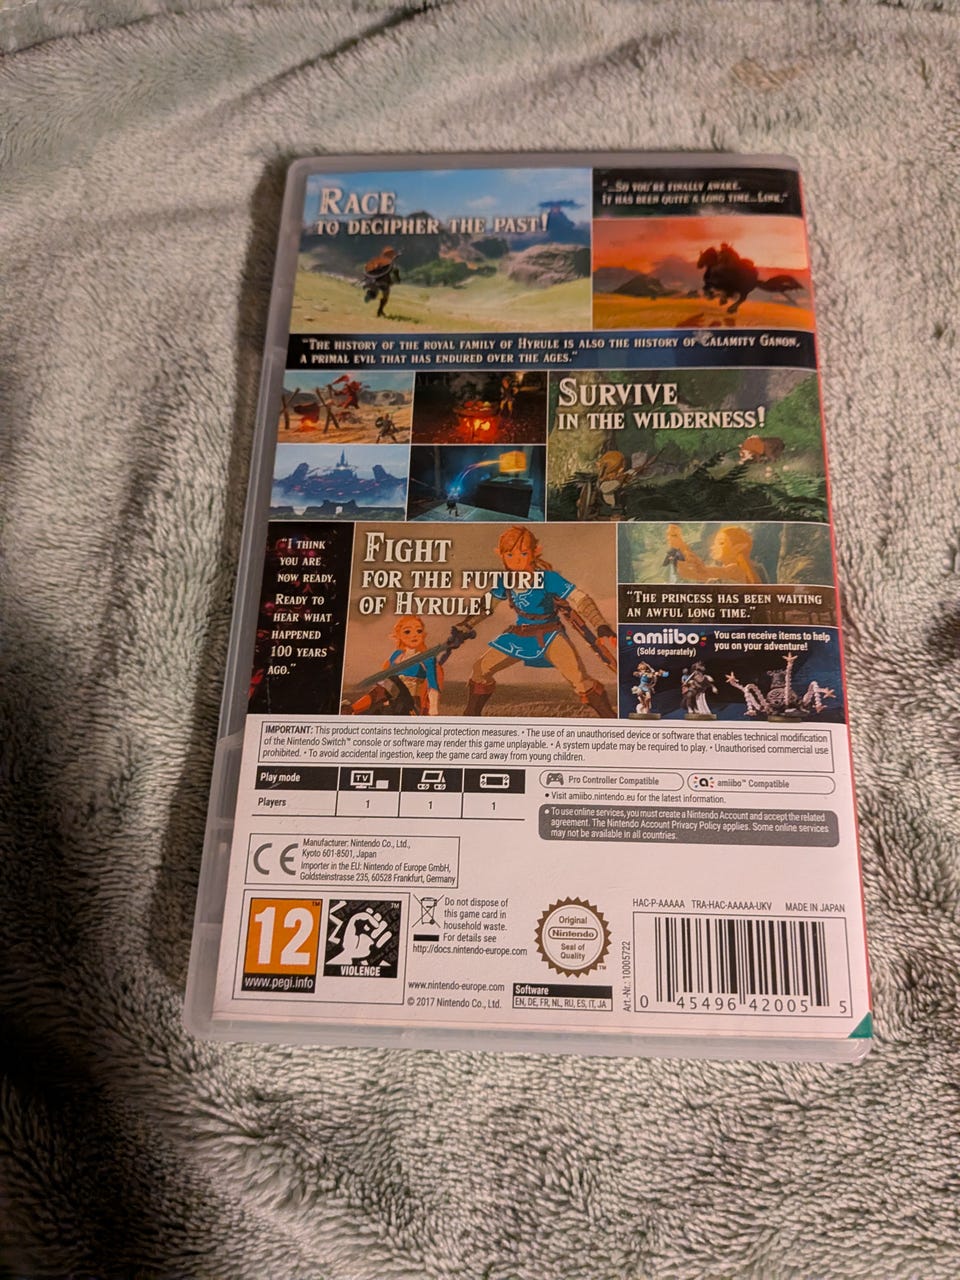 RACE
TO DECIPHER THE PAST!
"...SO YOU'RE FINALLY AWAKE.
IT HAS BEEN QUITE A LONG TIME...LINK."
"THE HISTORY OF THE ROYAL FAMILY OF HYRULE IS ALSO THE HISTORY OF CALAMITY GANON,
A PRIMAL EVIL THAT HAS ENDURED OVER THE AGES."
SURVIVE
IN THE WILDERNESS!
"I THINK
YOU ARE
NOW READY.
READY TO
HEAR WHAT
HAPPENED
100 YEARS
AGO."
FIGHT
FOR THE FUTURE
OF HYRULE!
"THE PRINCESS HAS BEEN WAITING
AN AWFUL LONG TIME."
amiibo
(Sold separately)
You can receive items to help
you on your adventure!
IMPORTANT: This product contains technological protection measures. • The use of an unauthorised device or software that enables technical modification
of the Nintendo Switch™ console or software may render this game unplayable. • A system update may be required to play. • Unauthorised commercial use
prohibited. • To avoid accidental ingestion, keep the game card away from young children.
Play mode
TV
Players
1
1
1
Pro Controller Compatible
amiibo™ Compatible
• Visit amiibo.nintendo.eu for the latest information.
• To use online services, you must create a Nintendo Account and accept the related
agreement. The Nintendo Account Privacy Policy applies. Some online services
may not be available in all countries.
CE
Manufacturer: Nintendo Co., Ltd.,
Kyoto 601-8501, Japan
Importer in the EU: Nintendo of Europe GmbH,
Goldsteinstrasse 235, 60528 Frankfurt, Germany
12™
www.pegi.info
TM
VIOLENCE
Do not dispose of
this game card in
household waste.
For details see
http://docs.nintendo-europe.com
www.nintendo-europe.com
© 2017 Nintendo Co., Ltd.
Original
Nintendo
Seal of
Quality
TM
Software
EN, DE, FR, NL, RU, ES, IT, JA
HAC-P-AAAAA TRA-HAC-AAAAA-UKV MADE IN JAPAN
Art.-Nr.: 10005722
0 45496 42005 5